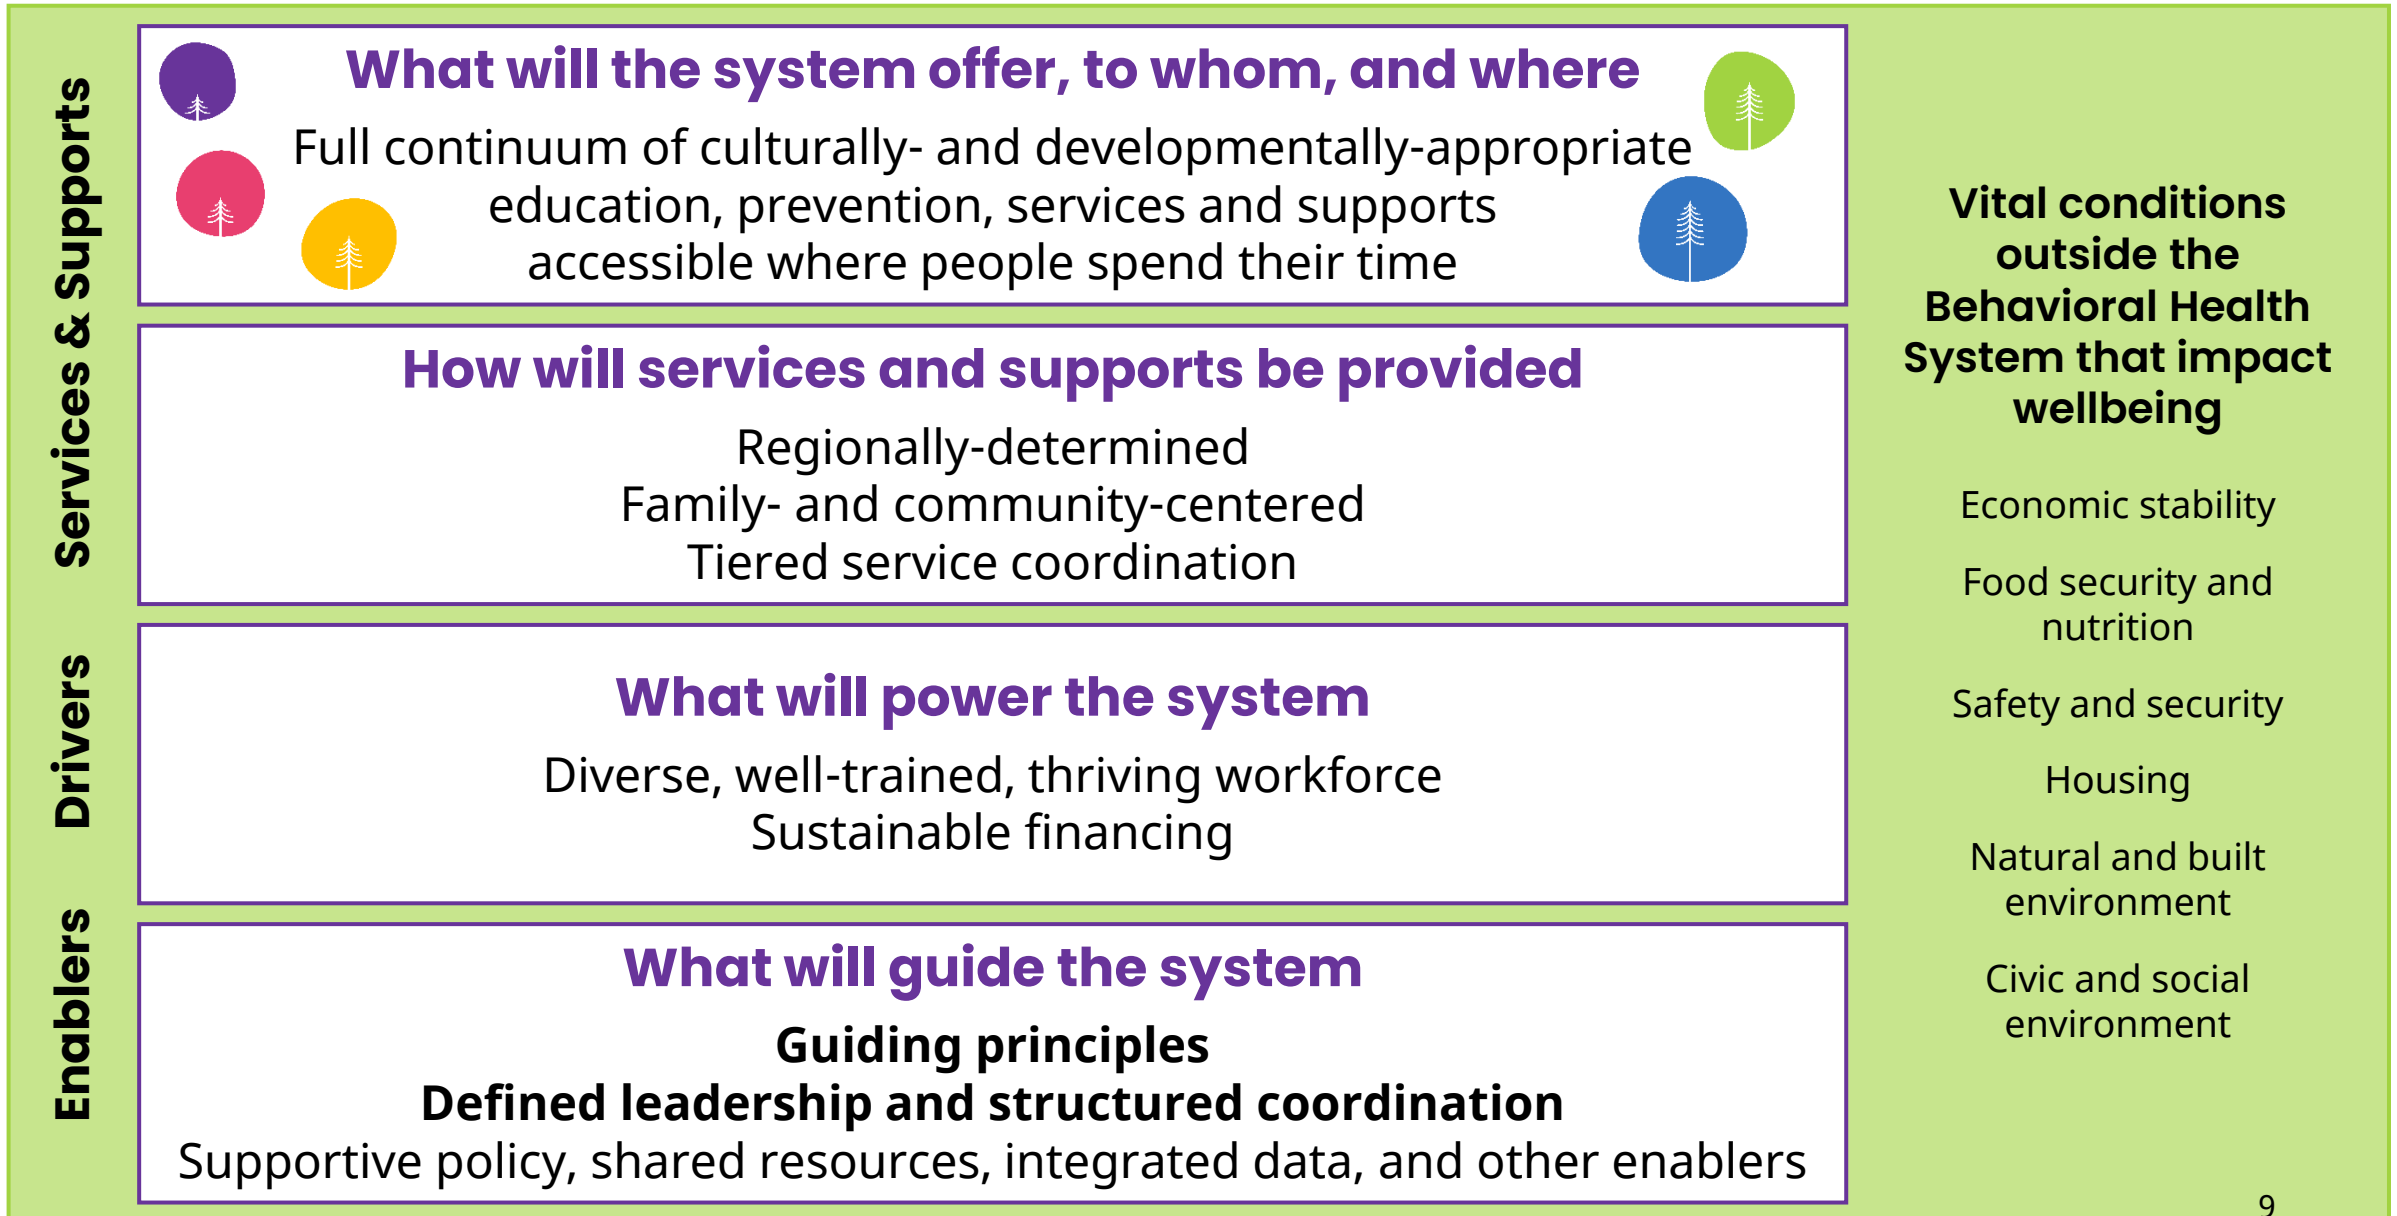 Services & Supports
What will the system offer, to whom, and where
Full continuum of culturally- and developmentally-appropriate
education, prevention, services and supports
accessible where people spend their time
How will services and supports be provided
Regionally-determined
Family- and community-centered
Tiered service coordination
Drivers
What will power the system
Diverse, well-trained, thriving workforce
Sustainable financing
Enablers
What will guide the system
Guiding principles
Defined leadership and structured coordination
Supportive policy, shared resources, integrated data, and other enablers
Vital conditions
outside the
Behavioral Health
System that impact
wellbeing
Economic stability
Food security and
nutrition
Safety and security
Housing
Natural and built
environment
Civic and social
environment
9